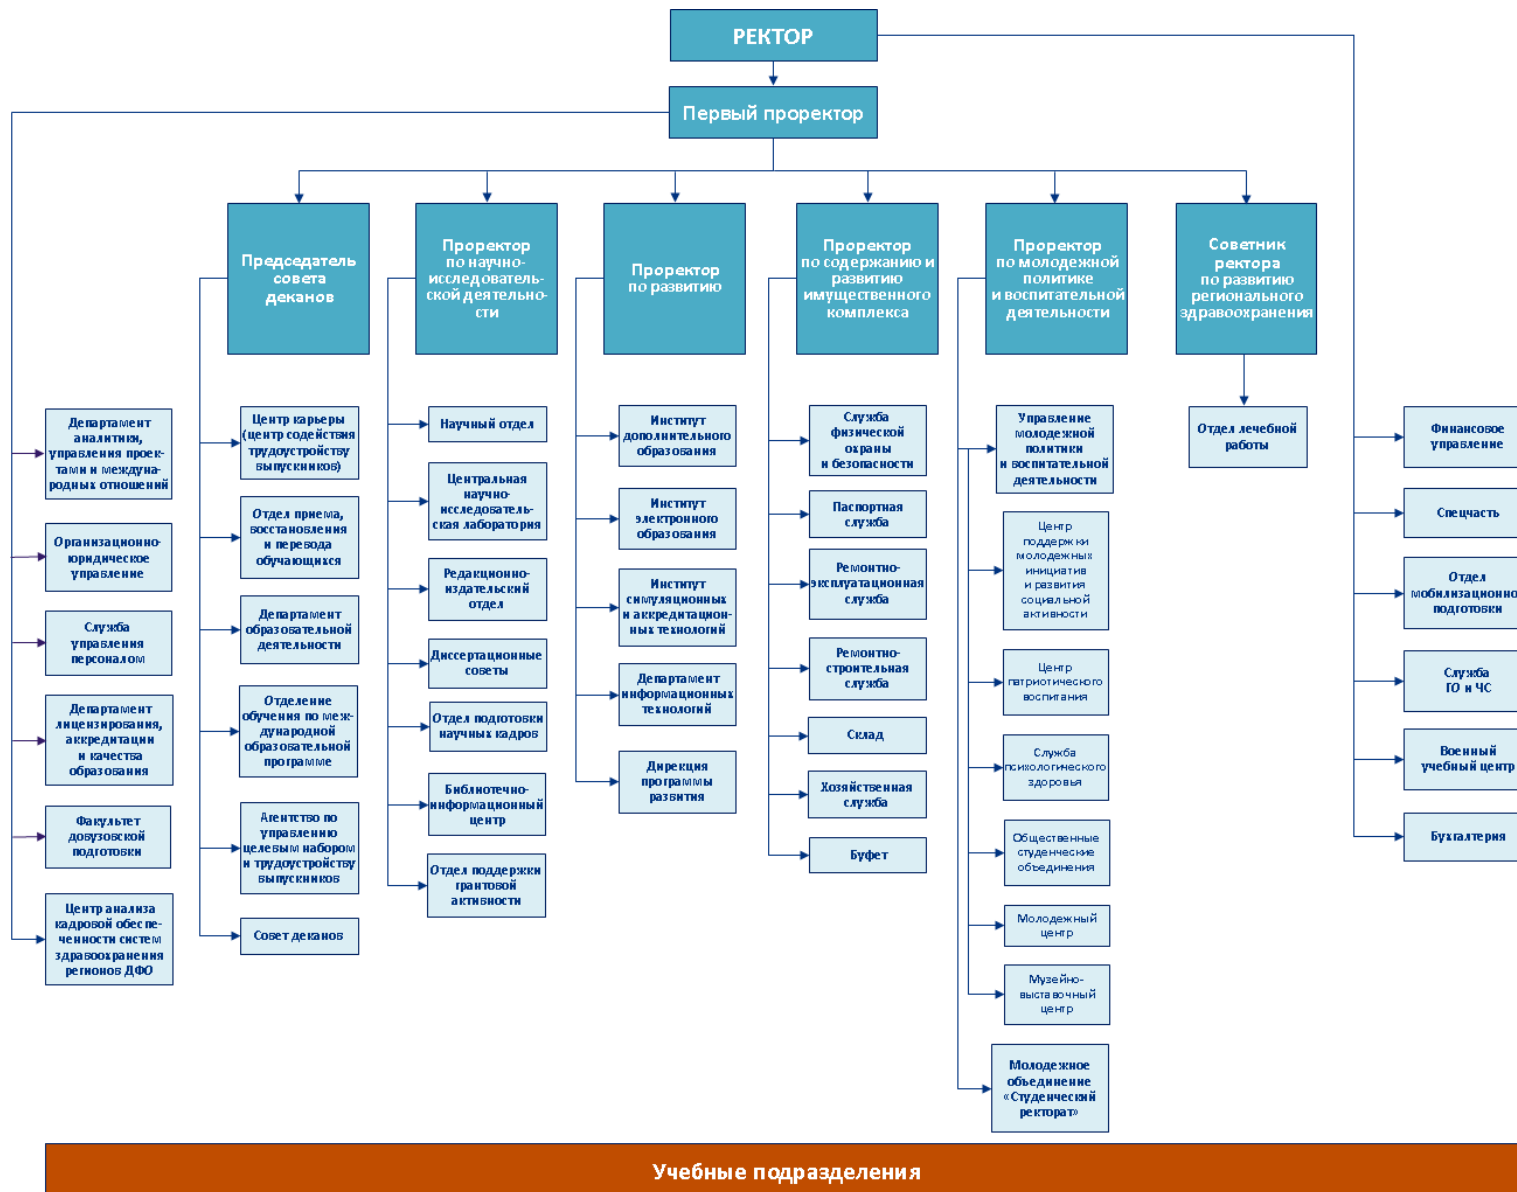 РЕКТОР
Первый проректор
Председатель
совета
деканов
Проректор
по научно-
исследователь-
ской деятельно-
сти
Проректор
по развитию
Проректор
по содержанию и
развитию
имущественного
комплекса
Проректор
по молодежной
политике
и воспитательной
деятельности
Советник
ректора
по развитию
регионального
здравоохранения
Департамент
аналитики,
управления проек-
тами и междуна-
родных отношений
Организационно-
юридическое
управление
Служба
управления
персоналом
Департамент
лицензирования,
аккредитации
и качества
образования
Факультет
довузовской
подготовки
Центр анализа
кадровой обеспе-
ченности систем
здравоохранения
регионов ДФО
Центр карьеры
(центр содействия
трудоустройству
выпускников)
Отдел приема,
восстановления
и перевода
обучающихся
Департамент
образовательной
деятельности
Отделение
обучения по меж-
дународной
образовательной
программе
Агентство по
управлению
целевым набором
и трудоустройству
выпускников
Совет деканов
Научный отдел
Центральная
научно-
исследователь-
ская лаборатория
Редакционно-
издательский
отдел
Диссертационные
советы
Отдел подготовки
научных кадров
Библиотечно-
информационный
центр
Отдел поддержки
грантовой
активности
Институт
дополнительного
образования
Институт
электронного
образования
Институт
симуляционных
и аккредитацион-
ных технологий
Департамент
информационных
технологий
Дирекция
программы
развития
Служба
физической
охраны
и безопасности
Паспортная
служба
Ремонтно-
эксплуатационная
служба
Ремонтно-
строительная
служба
Склад
Хозяйственная
служба
Буфет
Управление
молодежной
политики
и воспитательной
деятельности
Центр
поддержки
молодежных
инициатив
и развития
социальной
активности
Центр
патриотического
воспитания
Служба
психологического
здоровья
Общественные
студенческие
объединения
Молодежный
центр
Музейно-
выставочный
центр
Молодежное
объединение
«Студенческий
ректорат»
Отдел лечебной
работы
Финансовое
управление
Спецчасть
Отдел
мобилизационной
подготовки
Служба
ГО и ЧС
Военный
учебный центр
Бухгалтерия
Учебные подразделения